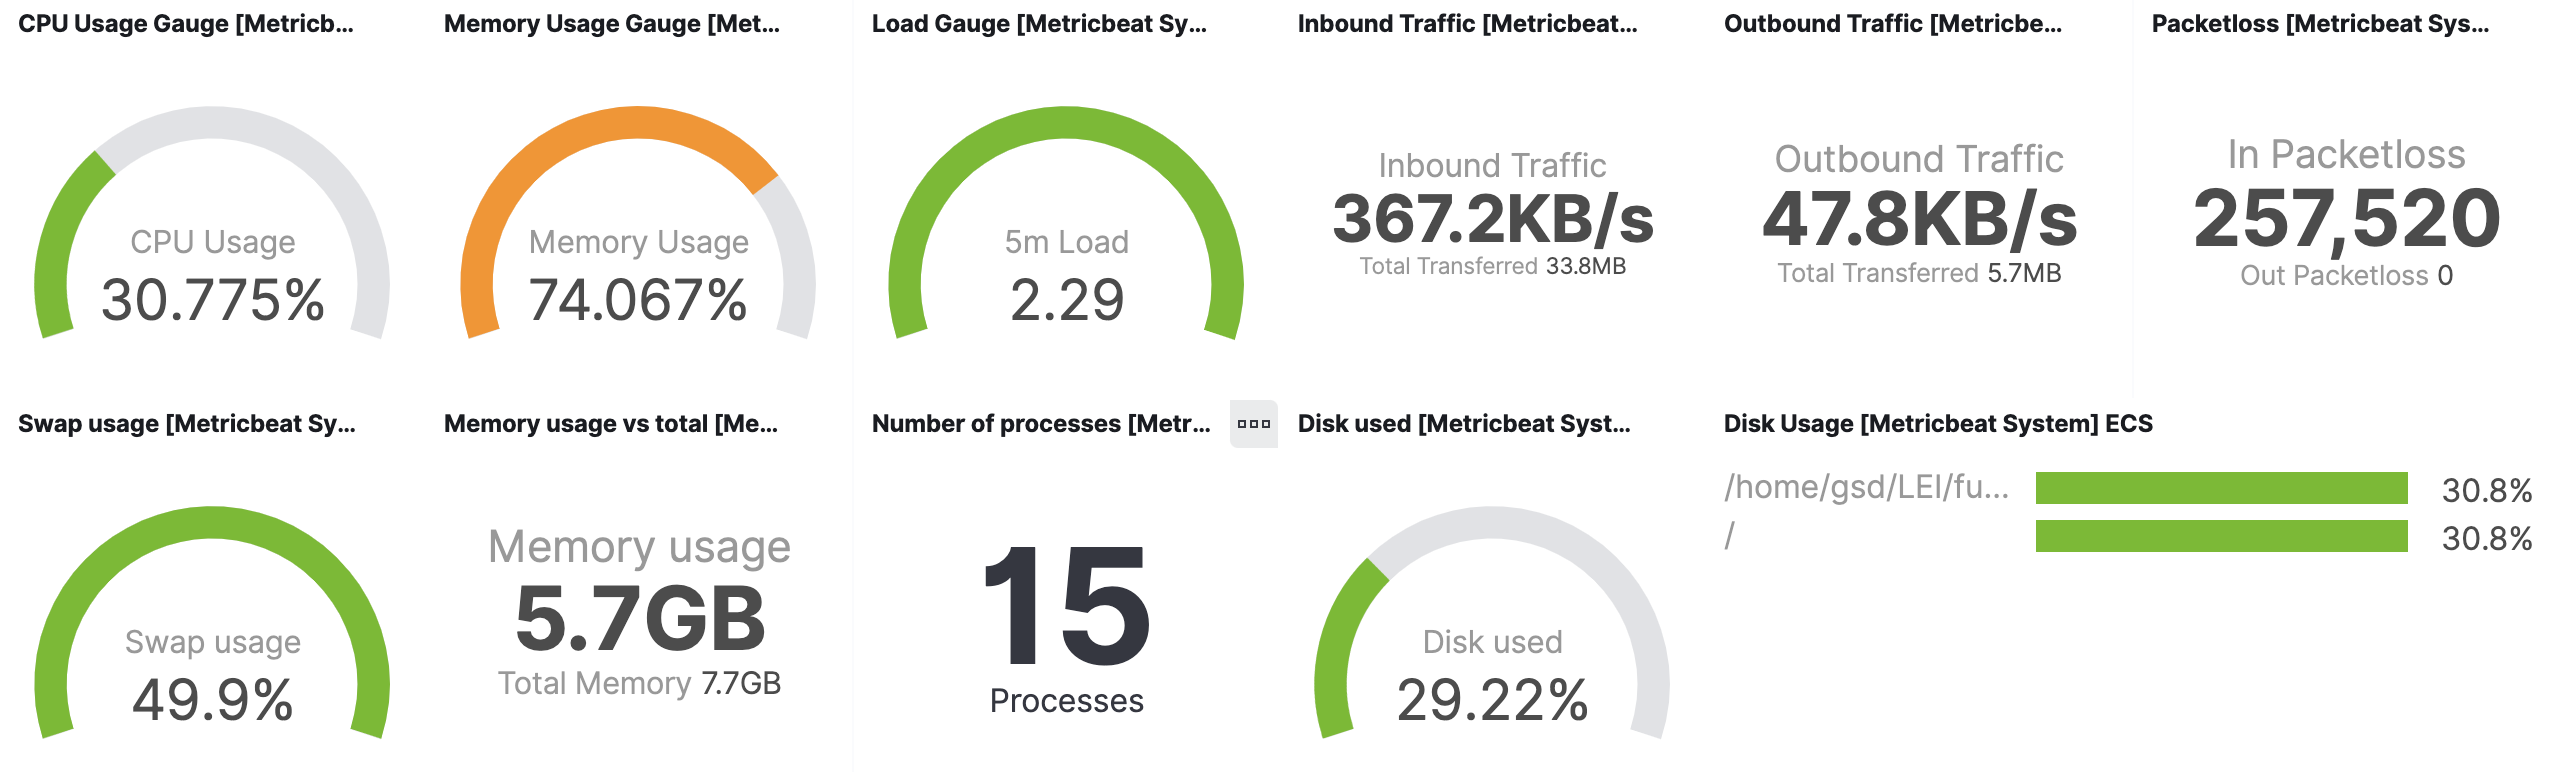 CPU Usage Gauge [Metricb...
Memory Usage Gauge [Met...
Load Gauge [Metricbeat Sy...
Inbound Traffic [Metricbeat...
Outbound Traffic [Metricbe...
Packetloss [Metricbeat Sys...
CPU Usage
30.775%
Memory Usage
74.067%
5m Load
2.29
Inbound Traffic
367.2KB/s
Total Transferred 33.8MB
Outbound Traffic
47.8KB/s
Total Transferred 5.7MB
In Packetloss
257,520
Out Packetloss 0
Swap usage [Metricbeat Sy...
Memory usage vs total [Me...
Number of processes [Metr...
Disk used [Metricbeat Syst...
Disk Usage [Metricbeat System] ECS
Swap usage
49.9%
Memory usage
5.7GB
Total Memory 7.7GB
15
Processes
Disk used
29.22%
/home/gsd/LEI/fu... 30.8%
/ 30.8%